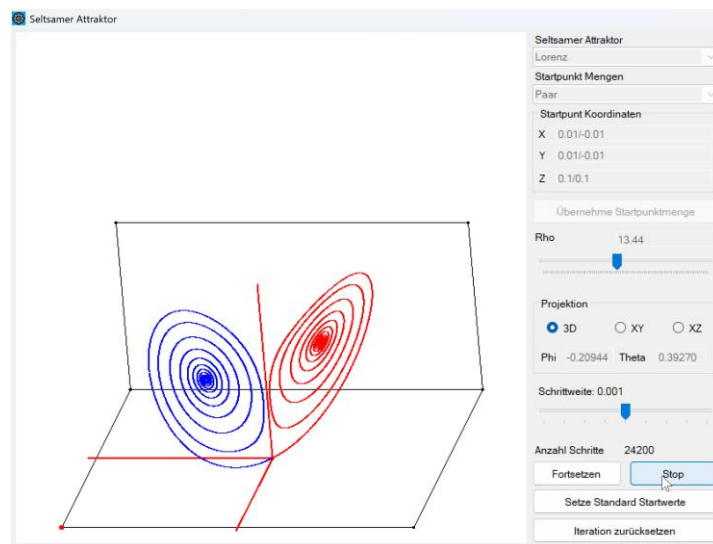 Seltsamer Attraktor
Seltsamer Attraktor
Lorenz
Startpunkt Mengen
Paar
Startpunt Koordinaten
X 0.01/-0.01
Y 0.01/-0.01
Z 0.1/0.1
Übernehme Startpunktmenge
Rho 13.44
Projektion
3D XY XZ
Phi -0.20944 Theta 0.39270
Schrittweite: 0.001
Anzahl Schritte 24200
Fortsetzen Stop
Setze Standard Startwerte
Iteration zurücksetzen